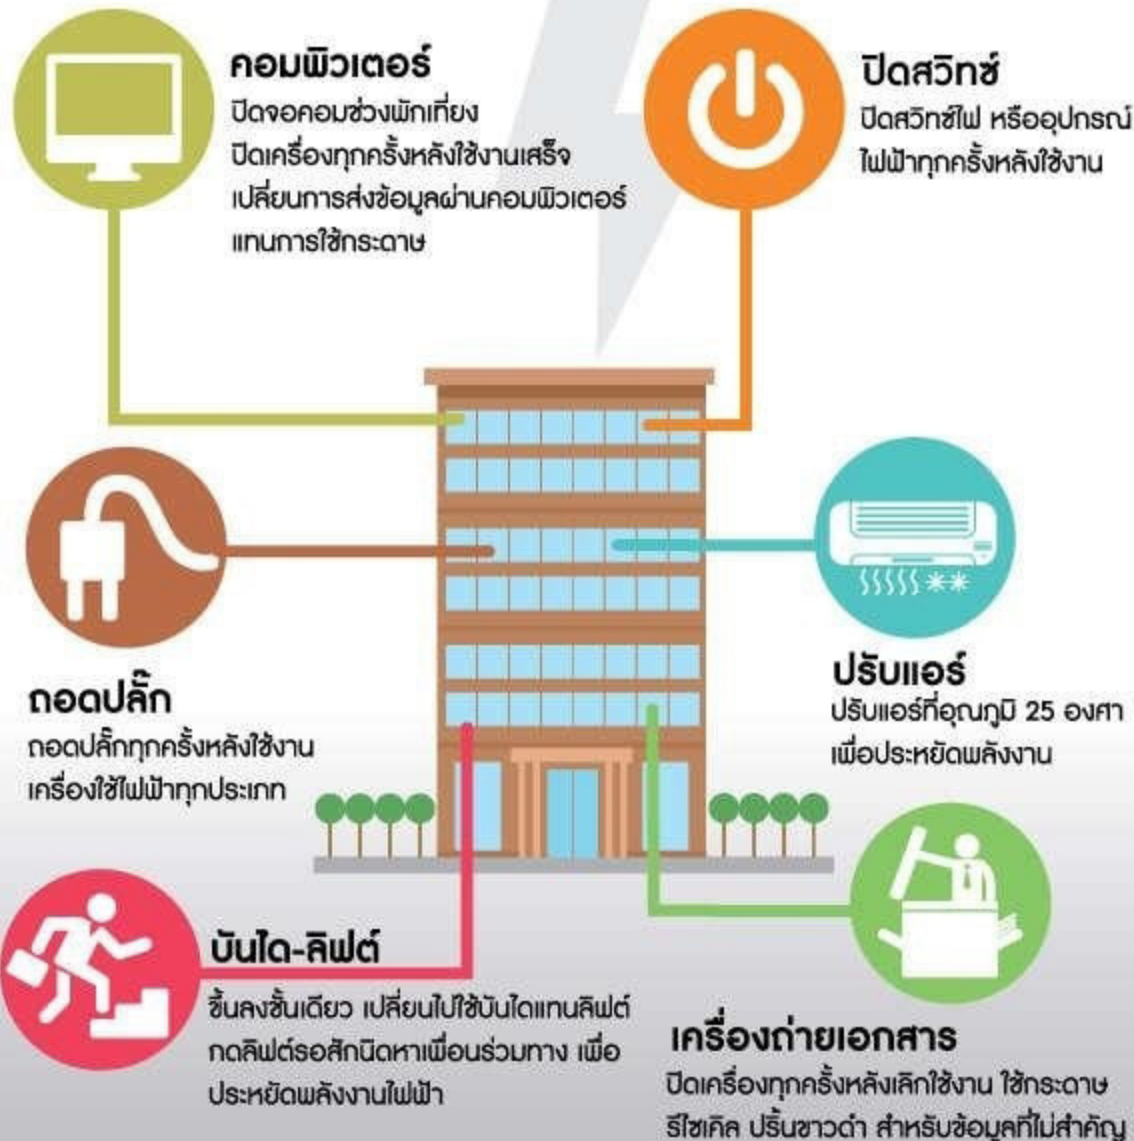 คอมพิวเตอร์
ปิดจอคอมช่วงพักเที่ยง
ปิดเครื่องทุกครั้งหลังใช้งานเสร็จ
เปลี่ยนการส่งข้อมูลผ่านคอมพิวเตอร์
แทนการใช้กระดาษ
ปิดสวิทซ์
ปิดสวิทซ์ไฟ หรืออุปกรณ์
ไฟฟ้าทุกครั้งหลังใช้งาน
ถอดปลั๊ก
ถอดปลั๊กทุกครั้งหลังใช้งาน
เครื่องใช้ไฟฟ้าทุกประเภท
ปรับแอร์
ปรับแอร์ที่อุณภูมิ 25 องศา
เพื่อประหยัดพลังงาน
บันได-ลิฟต์
ขึ้นลงชั้นเดียว เปลี่ยนไปใช้บันไดแทนลิฟต์
กดลิฟต์รอสักนิดหาเพื่อนร่วมทาง เพื่อ
ประหยัดพลังงานไฟฟ้า
เครื่องถ่ายเอกสาร
ปิดเครื่องทุกครั้งหลังเลิกใช้งาน ใช้กระดาษ
รีไซเคิล ปริ้นขาวดำ สำหรับข้อมูลที่ไม่สำคัญ